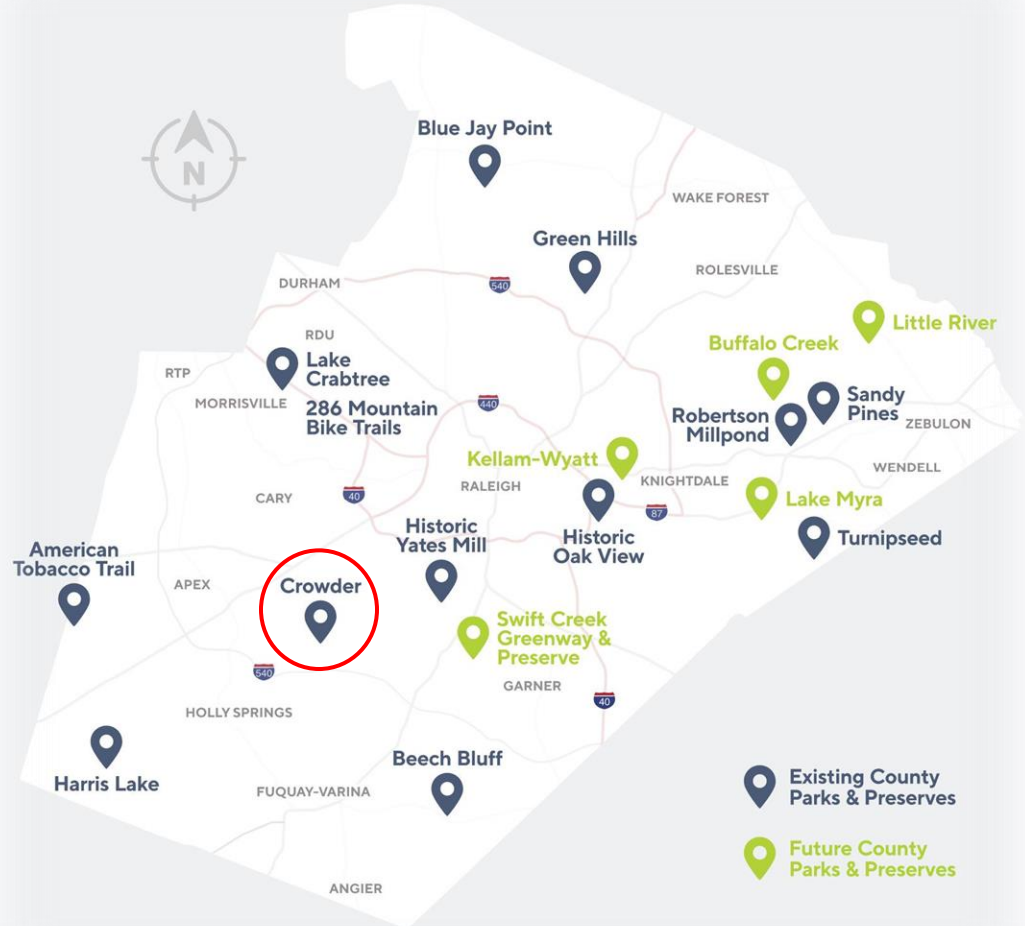 N
Blue Jay Point
WAKE FOREST
Green Hills
ROLESVILLE
DURHAM
540
Little River
RDU
Buffalo Creek
Lake
Crabtree
RTP
286 Mountain
Bike Trails
MORRISVILLE
440
Sandy
Pines
Robertson
Millpond
ZEBULON
Kellam-Wyatt
WENDELL
RALEIGH
KNIGHTDALE
40
CARY
Lake Myra
87
Historic
Yates Mill
Historic
Oak View
Turnipseed
American
Tobacco Trail
APEX
Crowder
Swift Creek
Greenway &
Preserve
540
GARNER
40
HOLLY SPRINGS
Harris Lake
Beech Bluff
FUQUAY-VARINA
Existing County
Parks & Preserves
Future County
Parks & Preserves
ANGIER